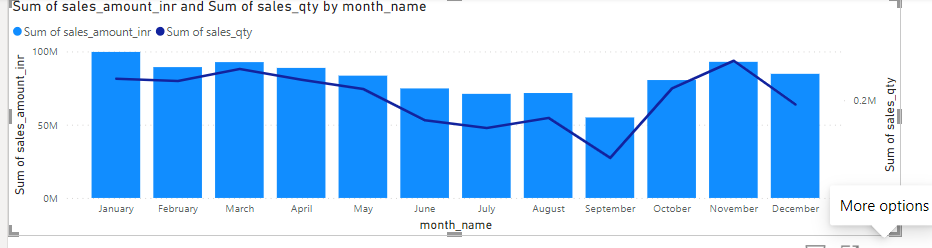 Sum of sales_amount_inr and Sum of sales_qty by month_name
Sum of sales_amount_inr Sum of sales_qty
100M
50M
0M
Sum of sales_amount_inr
0.2M
Sum of sales_qty
January February March April May June July August September October November December
month_name
More options